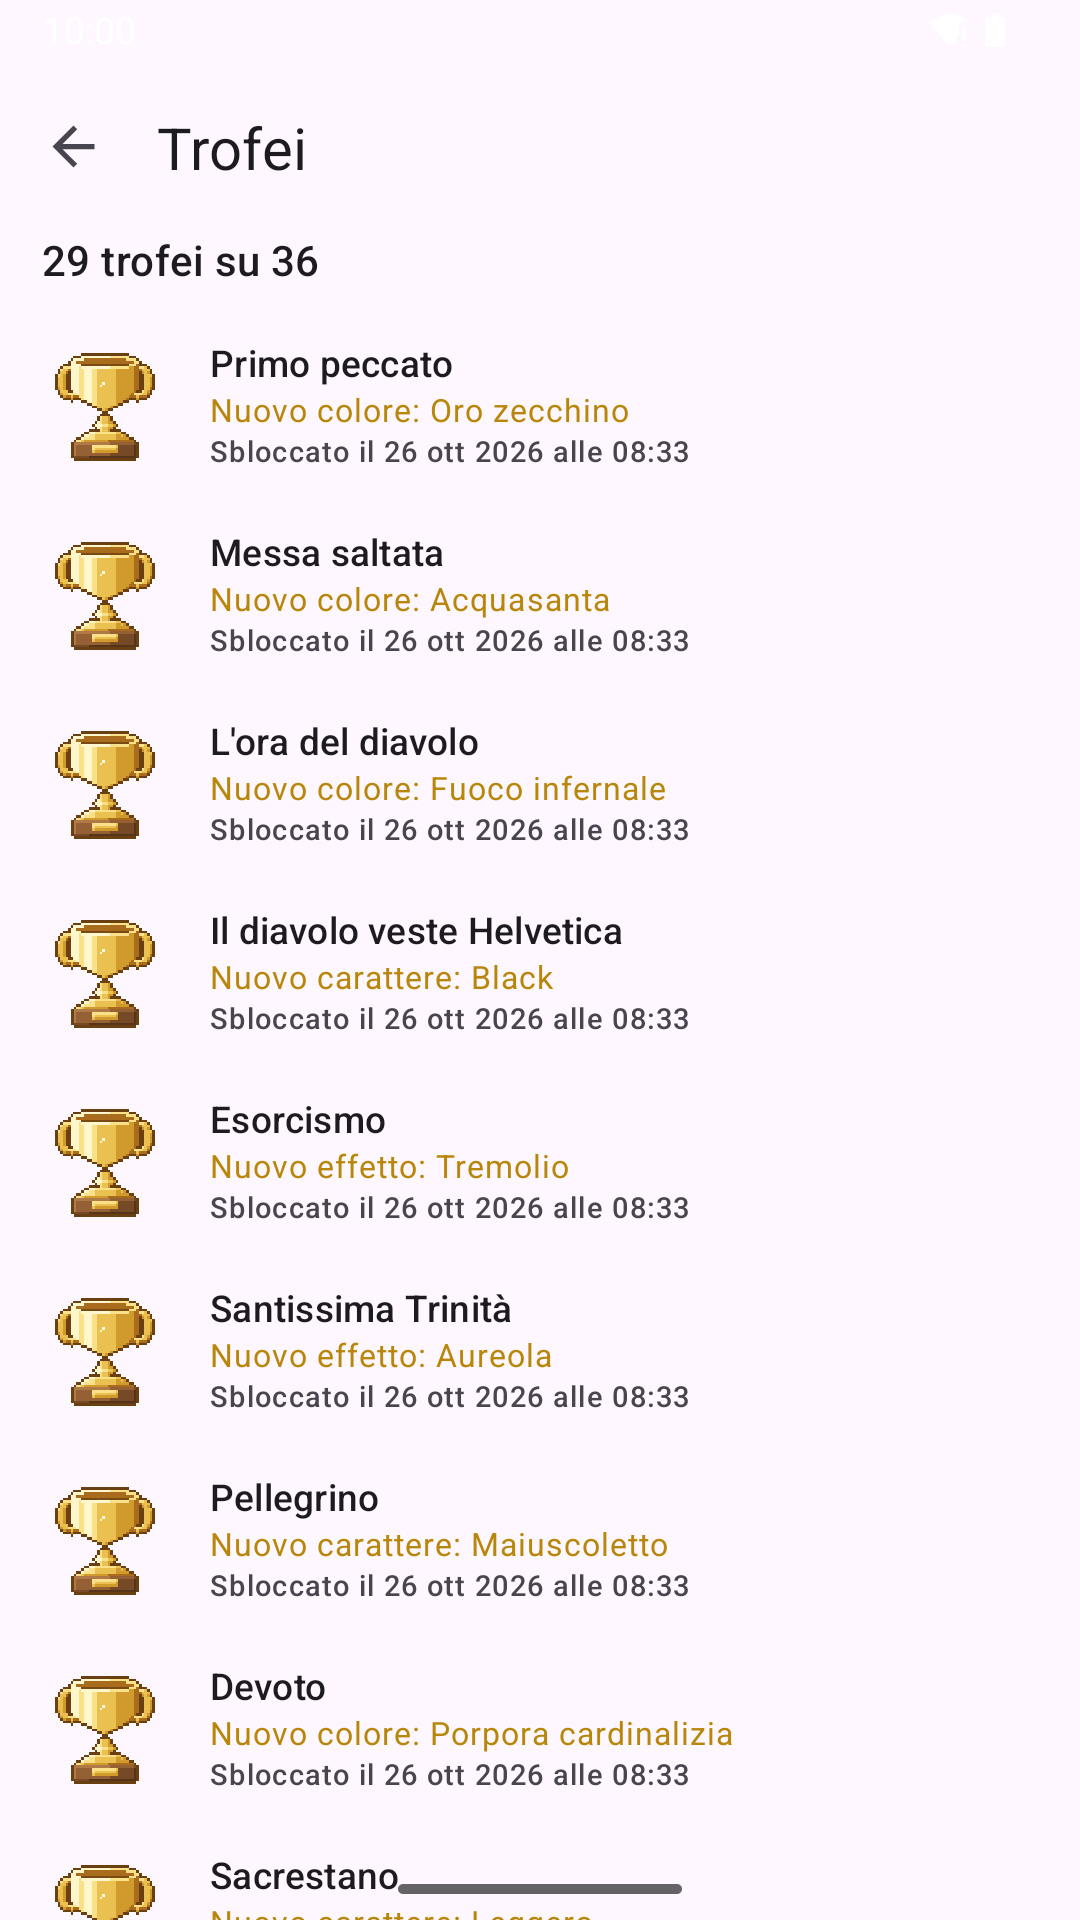 10:00
Trofei
29 trofei su 36
Primo peccato
Nuovo colore: Oro zecchino
Sbloccato il 26 ott 2026 alle 08:33
Messa saltata
Nuovo colore: Acquasanta
Sbloccato il 26 ott 2026 alle 08:33
L'ora del diavolo
Nuovo colore: Fuoco infernale
Sbloccato il 26 ott 2026 alle 08:33
Il diavolo veste Helvetica
Nuovo carattere: Black
Sbloccato il 26 ott 2026 alle 08:33
Esorcismo
Nuovo effetto: Tremolio
Sbloccato il 26 ott 2026 alle 08:33
Santissima Trinità
Nuovo effetto: Aureola
Sbloccato il 26 ott 2026 alle 08:33
Pellegrino
Nuovo carattere: Maiuscoletto
Sbloccato il 26 ott 2026 alle 08:33
Devoto
Nuovo colore: Porpora cardinalizia
Sbloccato il 26 ott 2026 alle 08:33
Sacrestano
Nuovo carattere: Leggero